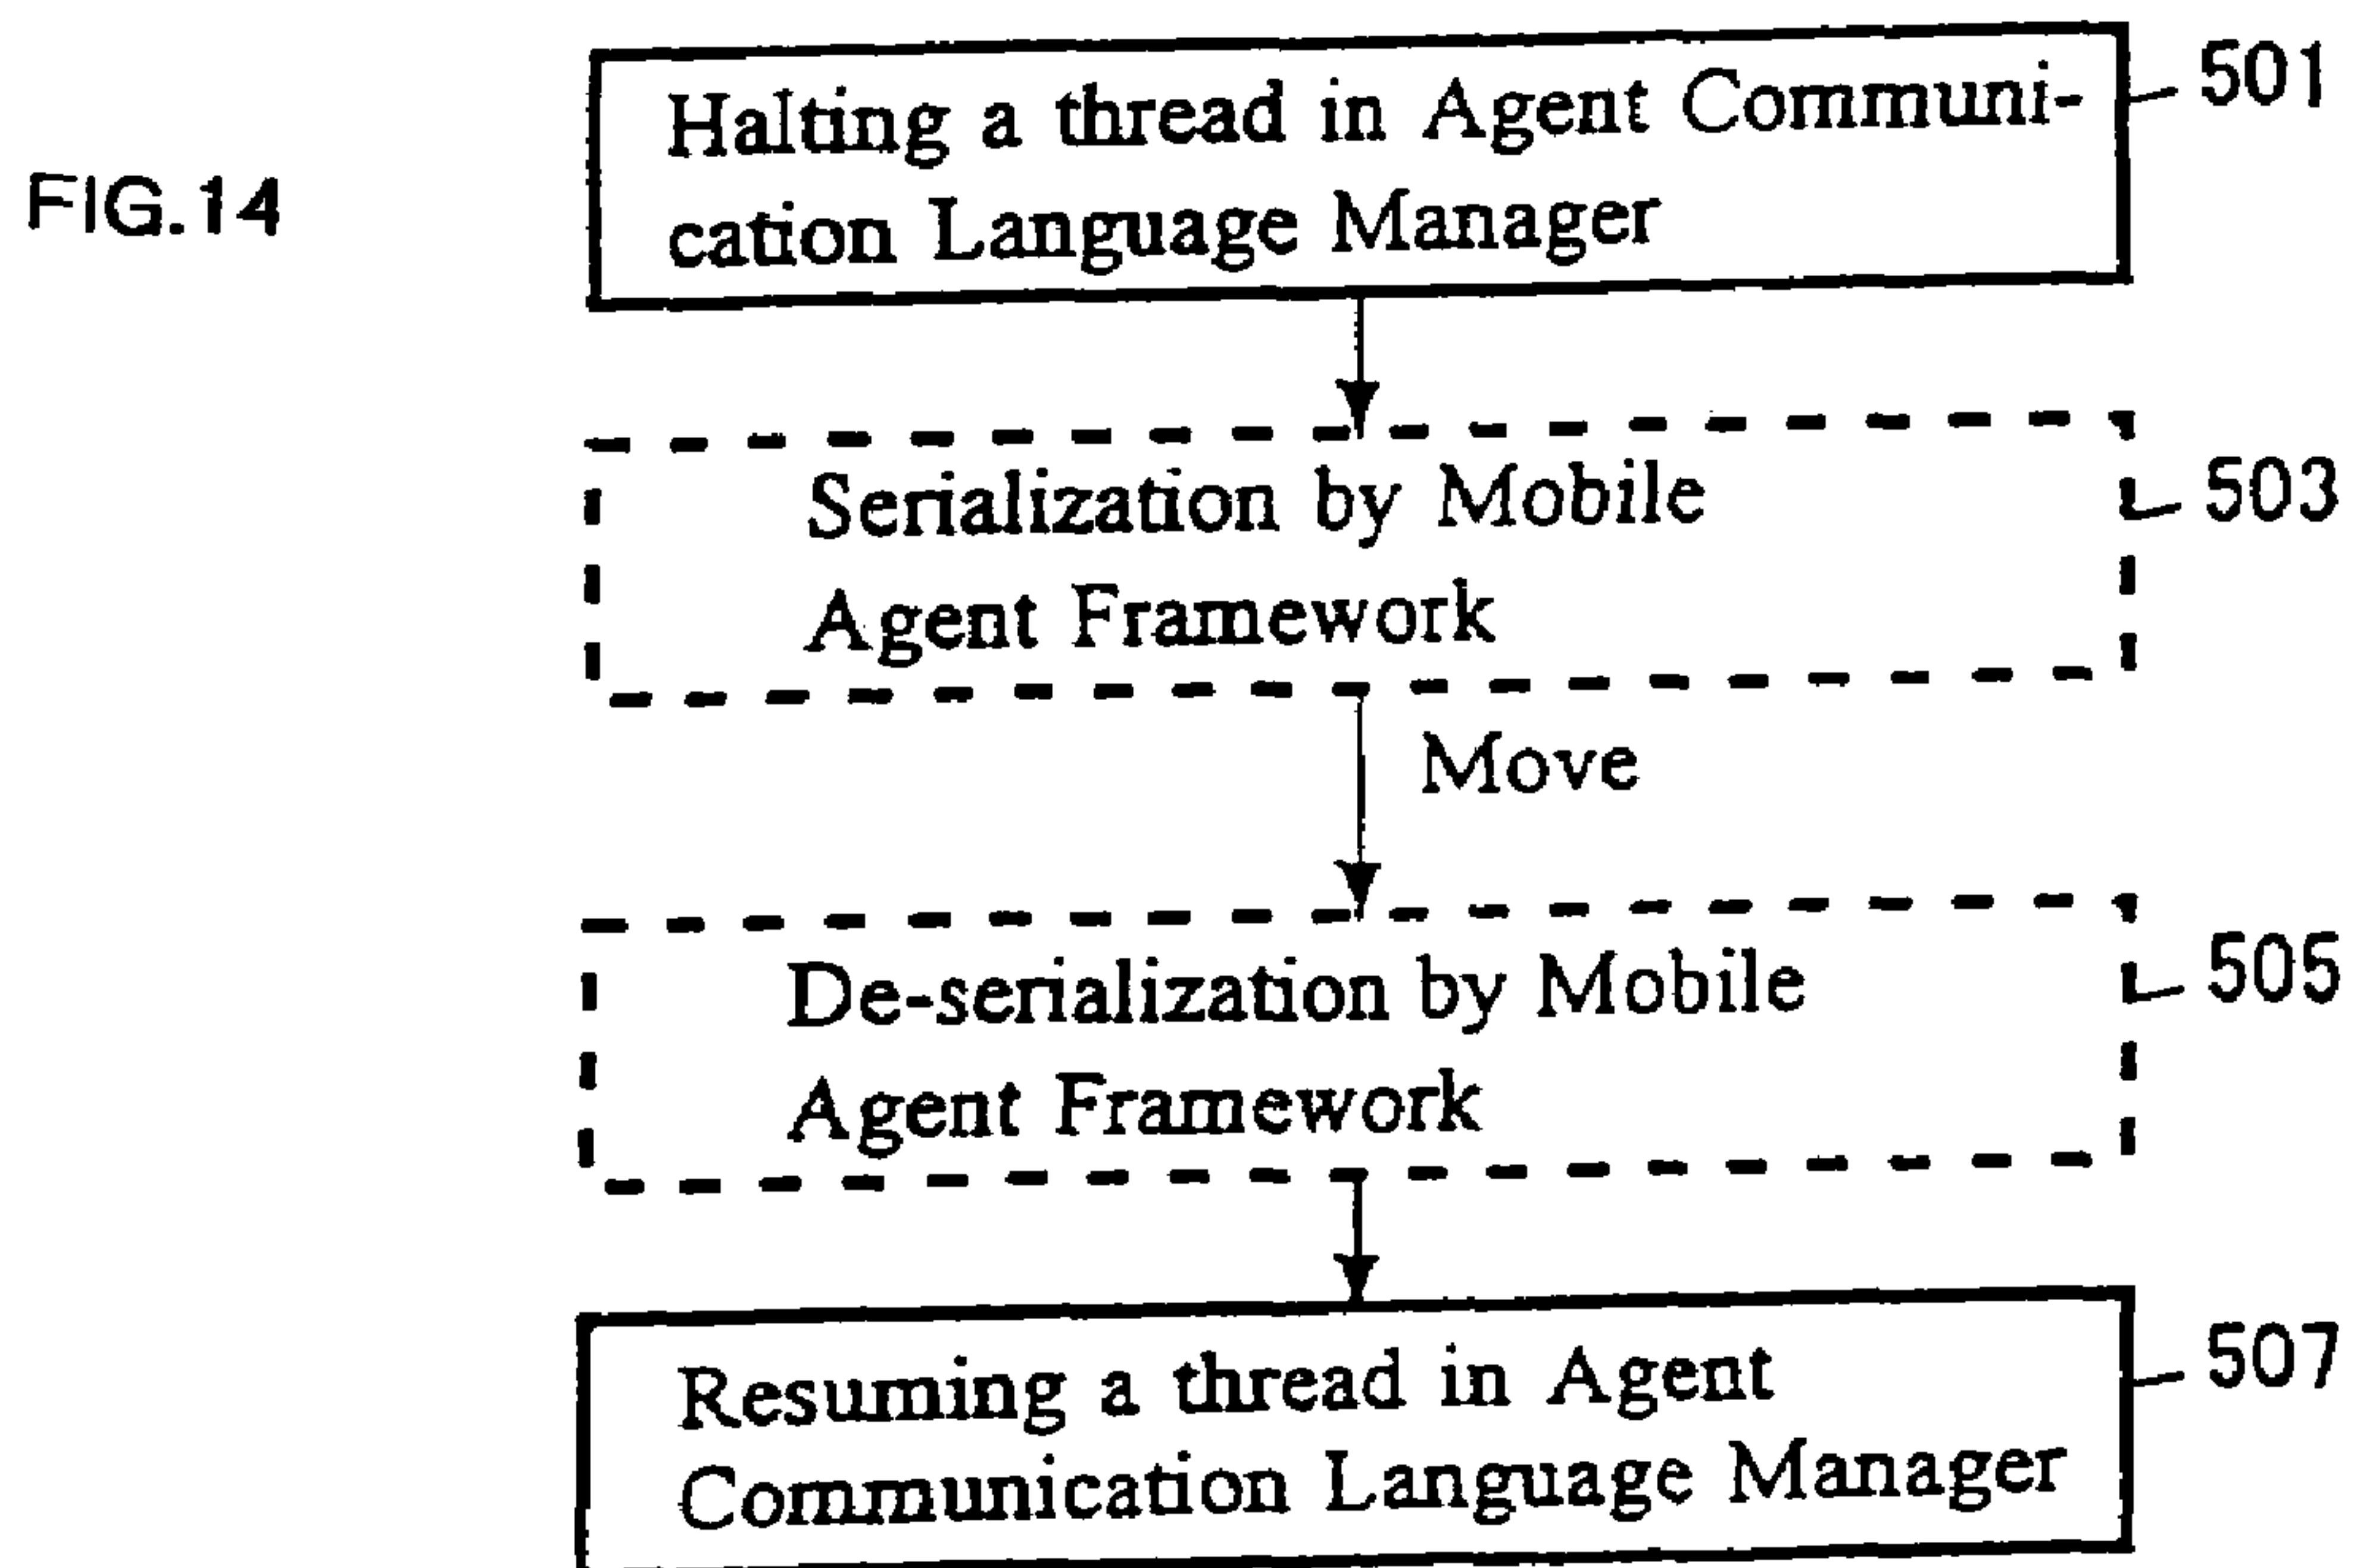 FIG.14
Halting a thread in Agent Communi-
cation Language Manager
501
Serialization by Mobile
Agent Framework
503
Move
De-serialization by Mobile
Agent Framework
505
Resuming a thread in Agent
Communication Language Manager
507